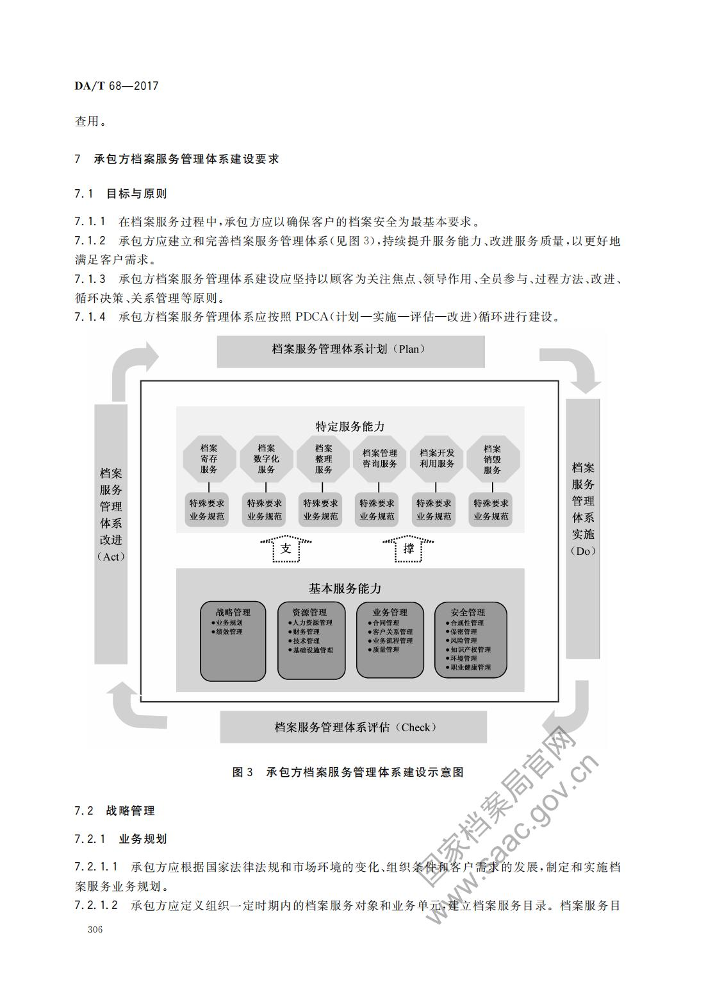 DA/T 68—2017
查用。
7 承包方档案服务管理体系建设要求
7.1 目标与原则
7.1.1 在档案服务过程中,承包方应以确保客户的档案安全为最基本要求。
7.1.2 承包方应建立和完善档案服务管理体系(见图 3),持续提升服务能力、改进服务质量,以更好地
满足客户需求。
7.1.3 承包方档案服务管理体系建设应坚持以顾客为关注焦点、领导作用、全员参与、过程方法、改进、
循环决策、关系管理等原则。
7.1.4 承包方档案服务管理体系应按照 PDCA(计划—实施—评估—改进)循环进行建设。
档案服务管理体系计划（Plan）
档案
服务
管理
体系
改进
（Act）
特定服务能力
档案
寄存
服务
档案
数字化
服务
档案
整理
服务
档案管理
咨询服务
档案开发
利用服务
档案
销毁
服务
特殊要求
业务规范
特殊要求
业务规范
特殊要求
业务规范
特殊要求
业务规范
特殊要求
业务规范
特殊要求
业务规范
支 撑
基本服务能力
战略管理
●业务规划
●绩效管理
资源管理
●人力资源管理
●财务管理
●技术管理
●基础设施管理
业务管理
●合同管理
●客户关系管理
●业务流程管理
●质量管理
安全管理
●合规性管理
●保密管理
●风险管理
●知识产权管理
●环境管理
●职业健康管理
档案
服务
管理
体系
实施
（Do）
档案服务管理体系评估（Check）
图 3 承包方档案服务管理体系建设示意图
7.2 战略管理
7.2.1 业务规划
7.2.1.1 承包方应根据国家法律法规和市场环境的变化、组织条件和客户需求的发展,制定和实施档
案服务业务规划。
7.2.1.2 承包方应定义组织一定时期内的档案服务对象和业务单元,建立档案服务目录。档案服务目
306
国家档案局官网
www.saac.gov.cn